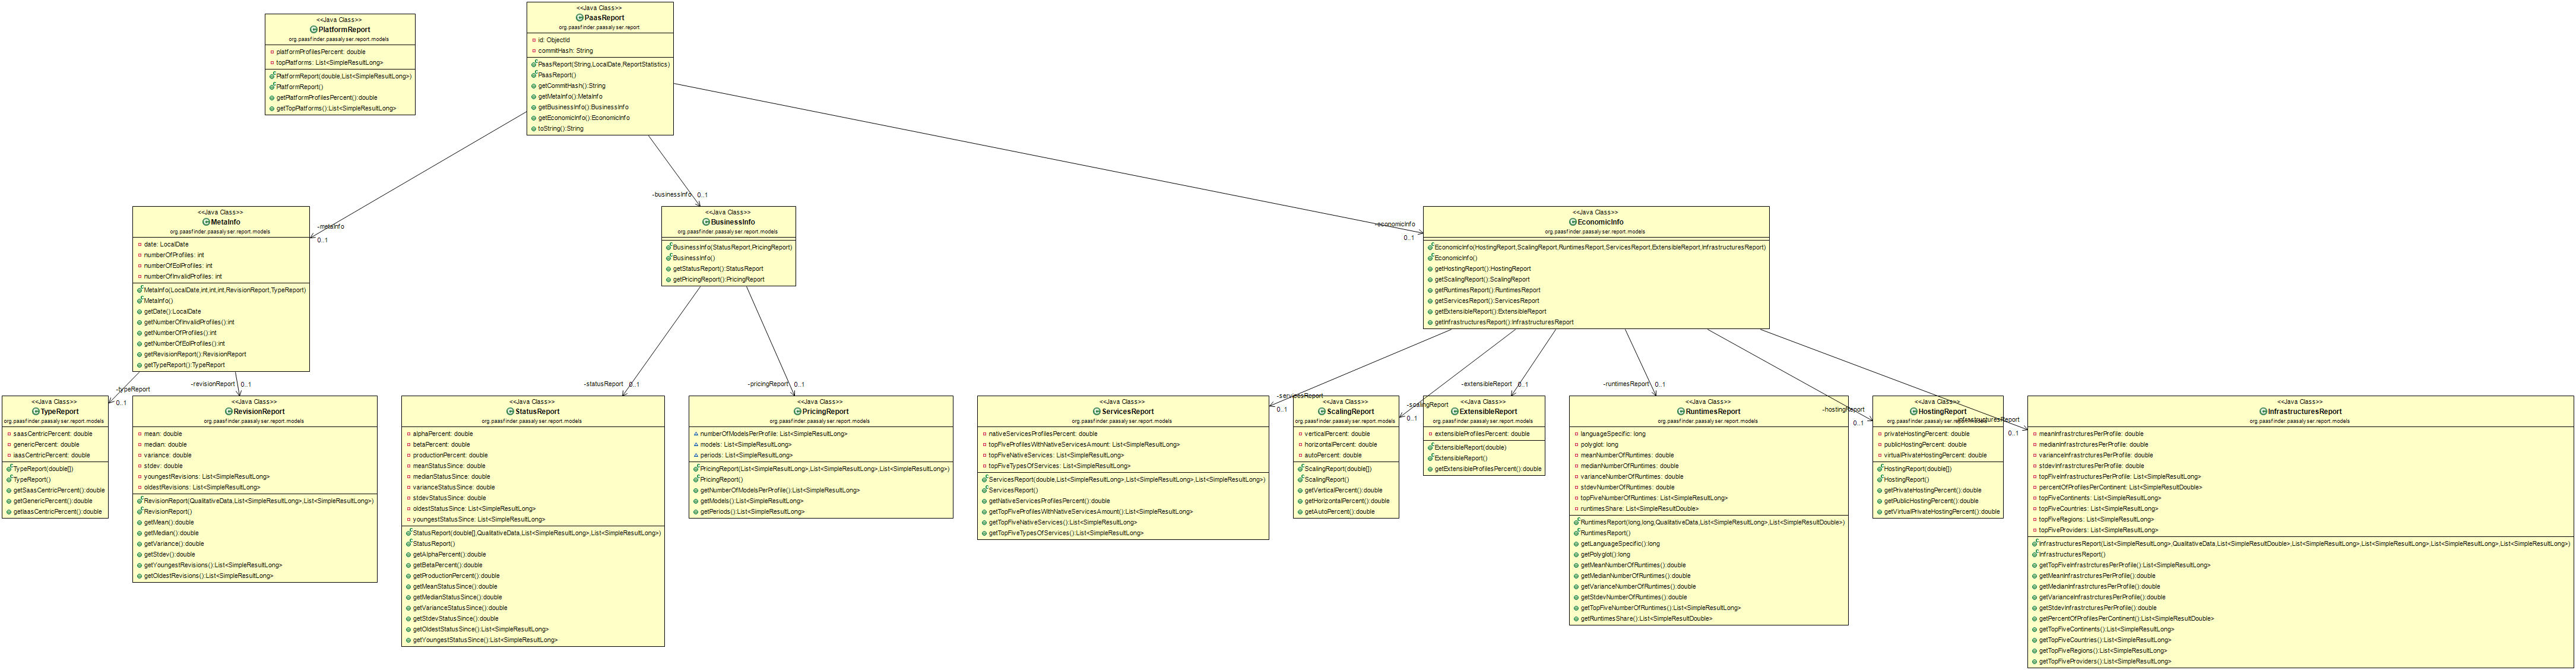 <<Java Class>>
PlatformReport
org.paasfinder.paasalyser.report.models
platformProfilesPercent: double
topPlatforms: List<SimpleResultLong>
PlatformReport(double,List<SimpleResultLong>)
PlatformReport()
getPlatformProfilesPercent():double
getTopPlatforms():List<SimpleResultLong>
<<Java Class>>
PaasReport
org.paasfinder.paasalyser.report
id: ObjectId
commitHash: String
PaasReport(String,LocalDate,ReportStatistics)
PaasReport()
getCommitHash():String
getMetaInfo():MetaInfo
getBusinessInfo():BusinessInfo
getEconomicInfo():EconomicInfo
toString():String
-metaInfo
0..1
-businessInfo 0..1
-economicInfo
0..1
<<Java Class>>
MetaInfo
org.paasfinder.paasalyser.report.models
date: LocalDate
numberOfProfiles: int
numberOfEolProfiles: int
numberOfInvalidProfiles: int
MetaInfo(LocalDate,int,int,int,RevisionReport,TypeReport)
MetaInfo()
getDate():LocalDate
getNumberOfInvalidProfiles():int
getNumberOfProfiles():int
getNumberOfEolProfiles():int
getRevisionReport():RevisionReport
getTypeReport():TypeReport
<<Java Class>>
BusinessInfo
org.paasfinder.paasalyser.report.models
BusinessInfo(StatusReport,PricingReport)
BusinessInfo()
getStatusReport():StatusReport
getPricingReport():PricingReport
<<Java Class>>
EconomicInfo
org.paasfinder.paasalyser.report.models
EconomicInfo(HostingReport,ScalingReport,RuntimesReport,ServicesReport,ExtensibleReport,InfrastructuresReport)
EconomicInfo()
getHostingReport():HostingReport
getScalingReport():ScalingReport
getRuntimesReport():RuntimesReport
getServicesReport():ServicesReport
getExtensibleReport():ExtensibleReport
getInfrastructuresReport():InfrastructuresReport
-typeReport
0..1
-revisionReport 0..1
-statusReport 0..1
-pricingReport 0..1
-servicesReport
0..1
-scalingReport
0..1
-extensibleReport 0..1
-runtimesReport 0..1
-hostingReport
0..1
-infrastructuresReport
0..1
<<Java Class>>
TypeReport
org.paasfinder.paasalyser.report.models
saasCentricPercent: double
genericPercent: double
iaasCentricPercent: double
TypeReport(double[])
TypeReport()
getSaasCentricPercent():double
getGenericPercent():double
getIaasCentricPercent():double
<<Java Class>>
RevisionReport
org.paasfinder.paasalyser.report.models
mean: double
median: double
variance: double
stdev: double
youngestRevisions: List<SimpleResultLong>
oldestRevisions: List<SimpleResultLong>
RevisionReport(QualitativeData,List<SimpleResultLong>,List<SimpleResultLong>)
RevisionReport()
getMean():double
getMedian():double
getVariance():double
getStdev():double
getYoungestRevisions():List<SimpleResultLong>
getOldestRevisions():List<SimpleResultLong>
<<Java Class>>
StatusReport
org.paasfinder.paasalyser.report.models
alphaPercent: double
betaPercent: double
productionPercent: double
meanStatusSince: double
medianStatusSince: double
varianceStatusSince: double
stdevStatusSince: double
oldestStatusSince: List<SimpleResultLong>
youngestStatusSince: List<SimpleResultLong>
StatusReport(double[],QualitativeData,List<SimpleResultLong>,List<SimpleResultLong>)
StatusReport()
getAlphaPercent():double
getBetaPercent():double
getProductionPercent():double
getMeanStatusSince():double
getMedianStatusSince():double
getVarianceStatusSince():double
getStdevStatusSince():double
getOldestStatusSince():List<SimpleResultLong>
getYoungestStatusSince():List<SimpleResultLong>
<<Java Class>>
PricingReport
org.paasfinder.paasalyser.report.models
numberOfModelsPerProfile: List<SimpleResultLong>
models: List<SimpleResultLong>
periods: List<SimpleResultLong>
PricingReport(List<SimpleResultLong>,List<SimpleResultLong>,List<SimpleResultLong>)
PricingReport()
getNumberOfModelsPerProfile():List<SimpleResultLong>
getModels():List<SimpleResultLong>
getPeriods():List<SimpleResultLong>
<<Java Class>>
ServicesReport
org.paasfinder.paasalyser.report.models
nativeServicesProfilesPercent: double
topFiveProfilesWithNativeServicesAmount: List<SimpleResultLong>
topFiveNativeServices: List<SimpleResultLong>
topFiveTypesOfServices: List<SimpleResultLong>
ServicesReport(double,List<SimpleResultLong>,List<SimpleResultLong>,List<SimpleResultLong>)
ServicesReport()
getNativeServicesProfilesPercent():double
getTopFiveProfilesWithNativeServicesAmount():List<SimpleResultLong>
getTopFiveNativeServices():List<SimpleResultLong>
getTopFiveTypesOfServices():List<SimpleResultLong>
<<Java Class>>
ScalingReport
org.paasfinder.paasalyser.report.models
verticalPercent: double
horizontalPercent: double
autoPercent: double
ScalingReport(double[])
ScalingReport()
getVerticalPercent():double
getHorizontalPercent():double
getAutoPercent():double
<<Java Class>>
ExtensibleReport
org.paasfinder.paasalyser.report.models
extensibleProfilesPercent: double
ExtensibleReport(double)
ExtensibleReport()
getExtensibleProfilesPercent():double
<<Java Class>>
RuntimesReport
org.paasfinder.paasalyser.report.models
languageSpecific: long
polyglot: long
meanNumberOfRuntimes: double
medianNumberOfRuntimes: double
varianceNumberOfRuntimes: double
stdevNumberOfRuntimes: double
topFiveNumberOfRuntimes: List<SimpleResultLong>
runtimesShare: List<SimpleResultDouble>
RuntimesReport(long,long,QualitativeData,List<SimpleResultLong>,List<SimpleResultDouble>)
RuntimesReport()
getLanguageSpecific():long
getPolyglot():long
getMeanNumberOfRuntimes():double
getMedianNumberOfRuntimes():double
getVarianceNumberOfRuntimes():double
getStdevNumberOfRuntimes():double
getTopFiveNumberOfRuntimes():List<SimpleResultLong>
getRuntimesShare():List<SimpleResultDouble>
<<Java Class>>
HostingReport
org.paasfinder.paasalyser.report.models
privateHostingPercent: double
publicHostingPercent: double
virtualPrivateHostingPercent: double
HostingReport(double[])
HostingReport()
getPrivateHostingPercent():double
getPublicHostingPercent():double
getVirtualPrivateHostingPercent():double
<<Java Class>>
InfrastructuresReport
org.paasfinder.paasalyser.report.models
meanInfrastrcturesPerProfile: double
medianInfrastrcturesPerProfile: double
varianceInfrastrcturesPerProfile: double
stdevInfrastrcturesPerProfile: double
topFiveInfrastrcturesPerProfile: List<SimpleResultLong>
percentOfProfilesPerContinent: List<SimpleResultDouble>
topFiveContinents: List<SimpleResultLong>
topFiveCountries: List<SimpleResultLong>
topFiveRegions: List<SimpleResultLong>
topFiveProviders: List<SimpleResultLong>
InfrastructuresReport(List<SimpleResultLong>,QualitativeData,List<SimpleResultDouble>,List<SimpleResultLong>,List<SimpleResultLong>,List<SimpleResultLong>,List<SimpleResultLong>)
InfrastructuresReport()
getTopFiveInfrastrcturesPerProfile():List<SimpleResultLong>
getMeanInfrastrcturesPerProfile():double
getMedianInfrastrcturesPerProfile():double
getVarianceInfrastrcturesPerProfile():double
getStdevInfrastrcturesPerProfile():double
getPercentOfProfilesPerContinent():List<SimpleResultDouble>
getTopFiveContinents():List<SimpleResultLong>
getTopFiveCountries():List<SimpleResultLong>
getTopFiveRegions():List<SimpleResultLong>
getTopFiveProviders():List<SimpleResultLong>